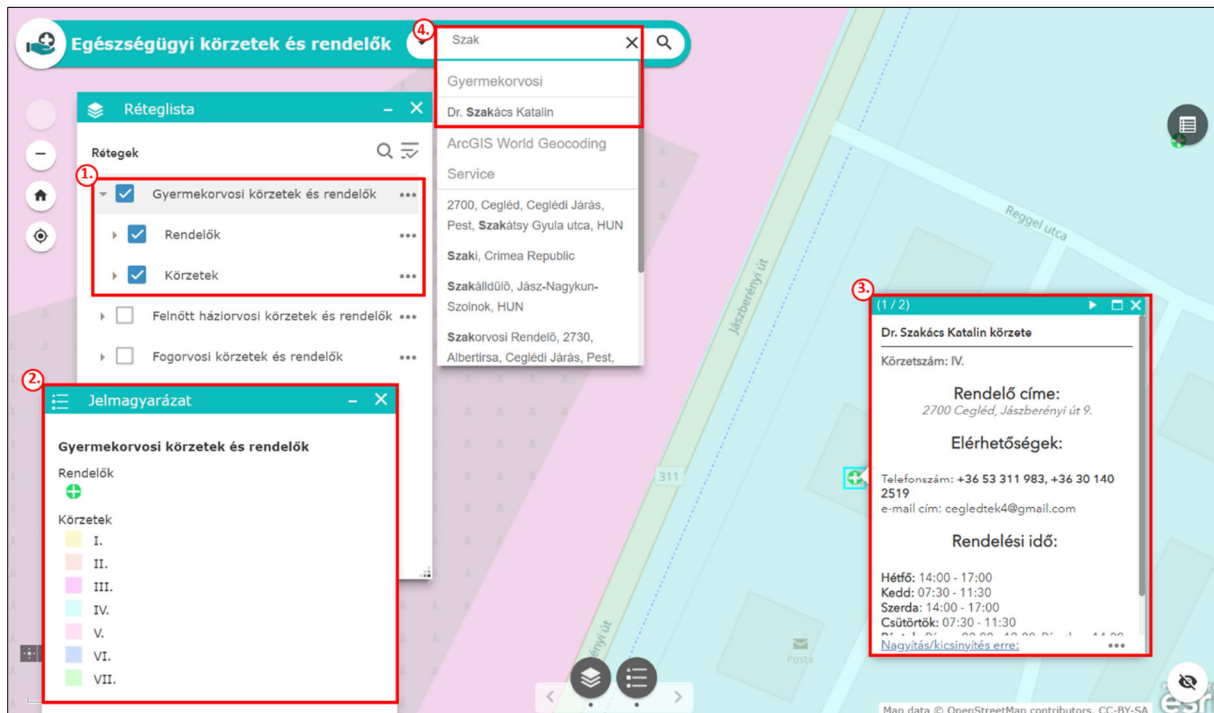 Egészségügyi körzetek és rendelők
4.
Szak
Gyermekorvosi
Dr. Szakács Katalin
ArcGIS World Geocoding
Service
2700, Cegléd, Ceglédi Járás,
Pest, Szakátsy Gyula utca, HUN
Szaki, Crimea Republic
Szakálldűlő, Jász-Nagykun-
Szolnok, HUN
Szakorvosi Rendelő, 2730,
Albertirsa, Ceglédi Járás, Pest,
Réteglista
Rétegek
1.
Gyermekorvosi körzetek és rendelők
Rendelők
Körzetek
Felnőtt háziorvosi körzetek és rendelők
Fogorvosi körzetek és rendelők
2.
Jelmagyarázat
Gyermekorvosi körzetek és rendelők
Rendelők
Körzetek
I.
II.
III.
IV.
V.
VI.
VII.
Reggel utca
Jászberényi út
311
Posta
3.
(1 / 2)
Dr. Szakács Katalin körzete
Körzetszám: IV.
Rendelő címe:
2700 Cegléd, Jászberényi út 9.
Elérhetőségek:
Telefonszám: +36 53 311 983, +36 30 140
2519
e-mail cím: cegledtek4@gmail.com
Rendelési idő:
Hétfő: 14:00 - 17:00
Kedd: 07:30 - 11:30
Szerda: 14:00 - 17:00
Csütörtök: 07:30 - 11:30
Nagyítás/kicsinyítés erre:
Map data © OpenStreetMap contributors, CC-BY-SA
esri